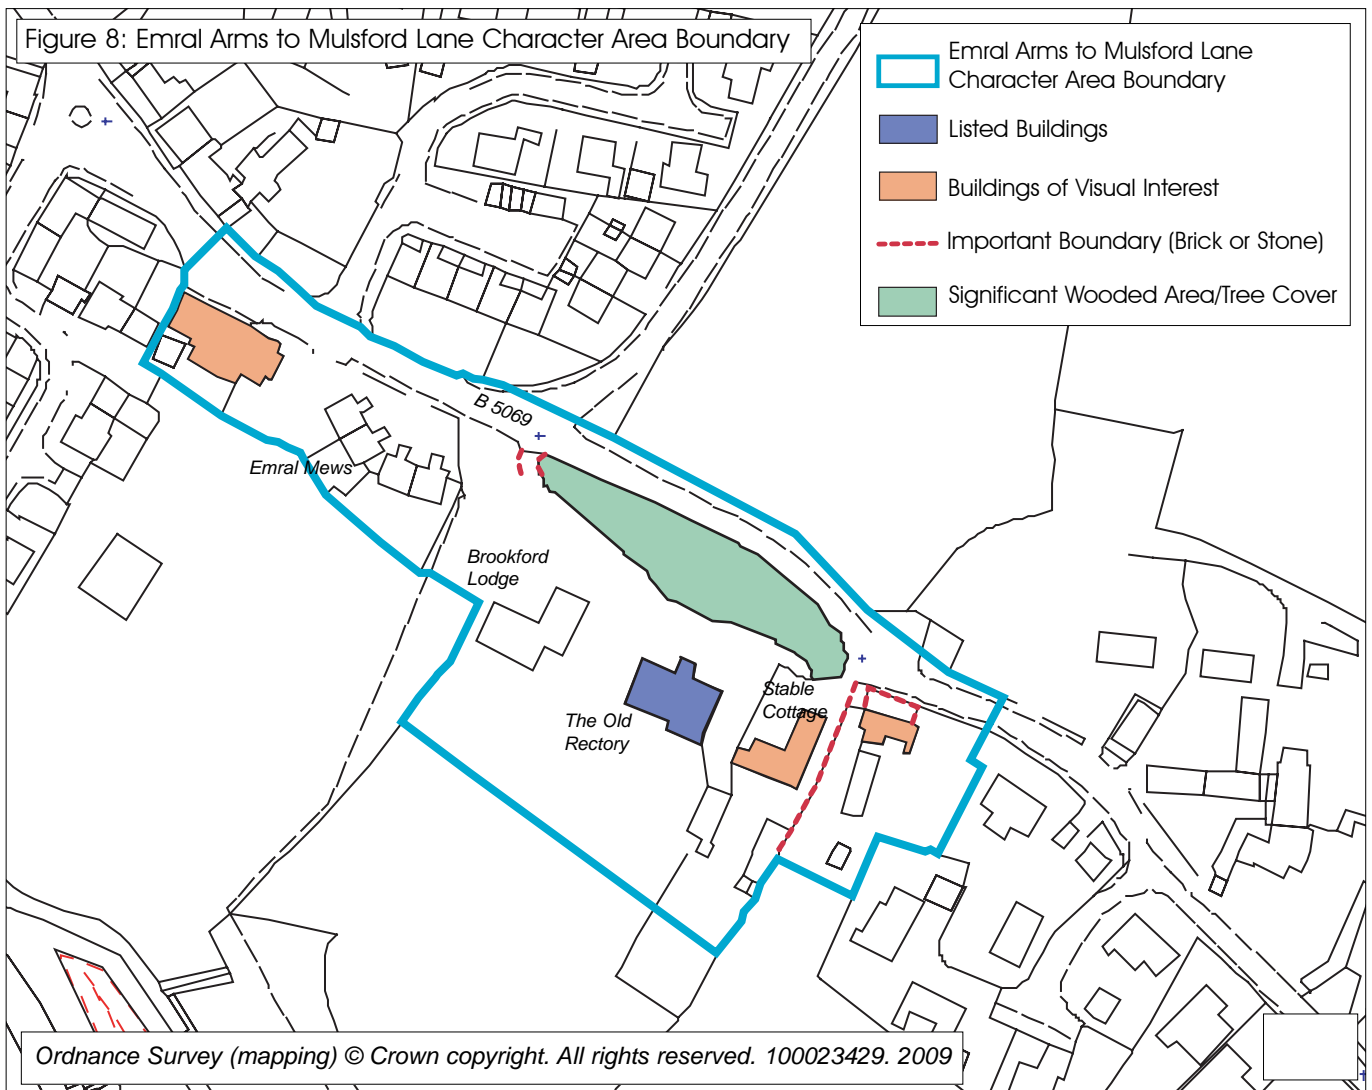 Figure 8: Emral Arms to Mulsford Lane Character Area Boundary
Emral Arms to Mulsford Lane
Character Area Boundary
Listed Buildings
Buildings of Visual Interest
Important Boundary (Brick or Stone)
Significant Wooded Area/Tree Cover
B 5069
Emral Mews
Brookford
Lodge
The Old
Rectory
Stable
Cottage
Ordnance Survey (mapping) © Crown copyright. All rights reserved. 100023429. 2009